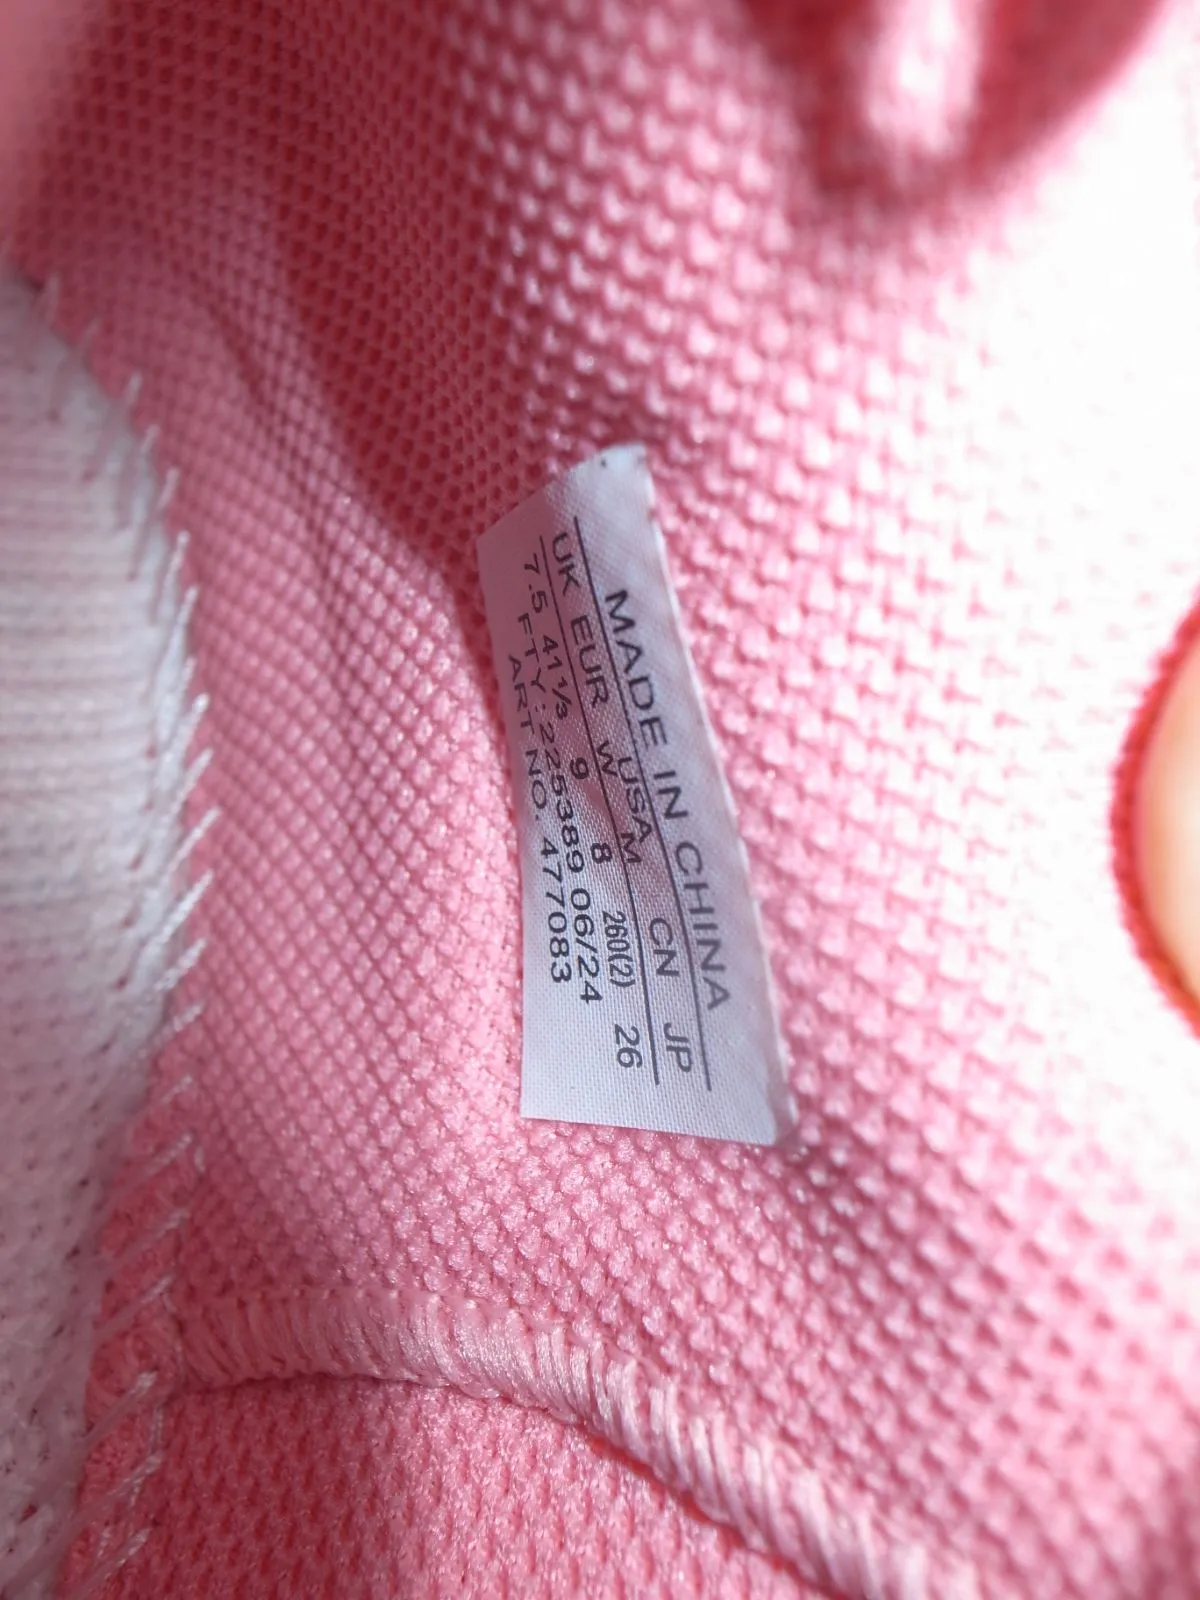 MADE IN CHINA
UK EUR USA CN JP
W M
7.5 41⅓ 9 8 260(2) 26
FTY:225389 06/24
ART NO. 477083